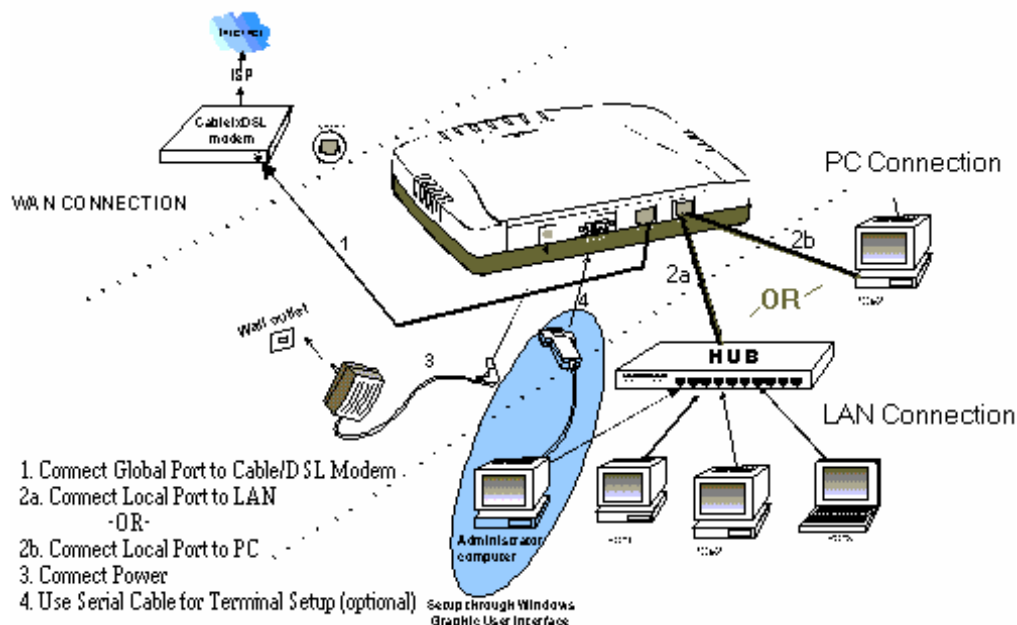 Internet
ISP
Cable/xDSL
modem
WAN CONNECTION
PC Connection
1
2b
2a
4
OR
Wall outlet
3
HUB
LAN Connection
1. Connect Global Port to Cable/DSL Modem
2a. Connect Local Port to LAN
-OR-
2b. Connect Local Port to PC
3. Connect Power
4. Use Serial Cable for Terminal Setup (optional)
Administrator
computer
Setup through Windows
Graphic User Interface